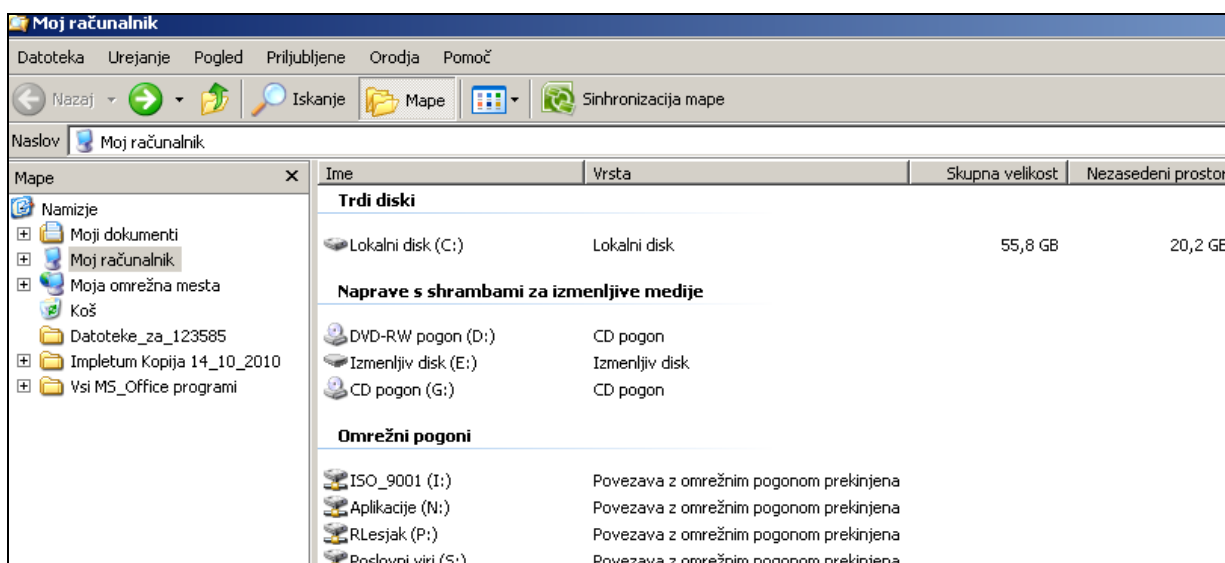 Moj računalnik
Datoteka Urejanje Pogled Priljubljene Orodja Pomoč
Nazaj Iskanje Mape Sinhronizacija mape
Naslov Moj računalnik
Mape
Namizje
Moji dokumenti
Moj računalnik
Moja omrežna mesta
Koš
Datoteke_za_123585
Impletum Kopija 14_10_2010
Vsi MS_Office programi
Ime Vrsta Skupna velikost Nezasedeni prostor
Trdi diski
Lokalni disk (C:) Lokalni disk 55,8 GB 20,2 GB
Naprave s shrambami za izmenljive medije
DVD-RW pogon (D:) CD pogon
Izmenljiv disk (E:) Izmenljiv disk
CD pogon (G:) CD pogon
Omrežni pogoni
ISO_9001 (I:) Povezava z omrežnim pogonom prekinjena
Aplikacije (N:) Povezava z omrežnim pogonom prekinjena
RLesjak (P:) Povezava z omrežnim pogonom prekinjena
Poslovni viri (S:) Povezava z omrežnim pogonom prekinjena